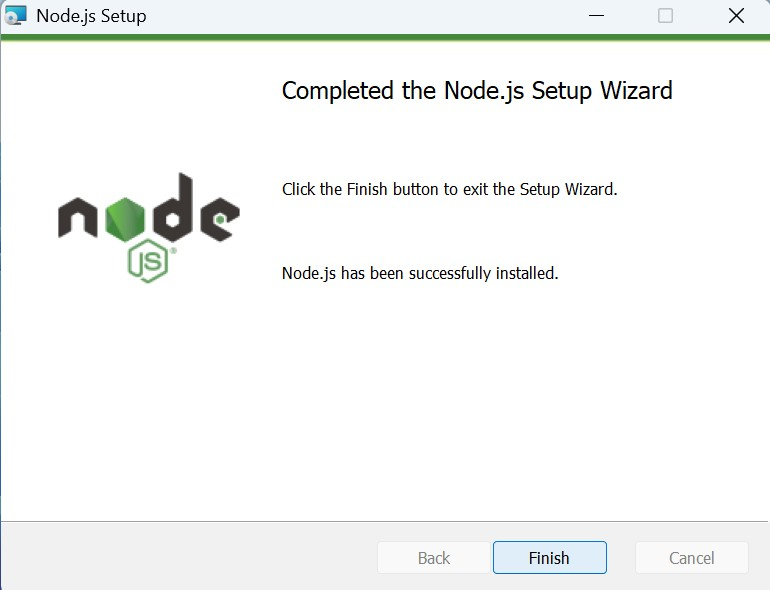 Node.js Setup
Completed the Node.js Setup Wizard
Click the Finish button to exit the Setup Wizard.
node
JS®
Node.js has been successfully installed.
Back
Finish
Cancel